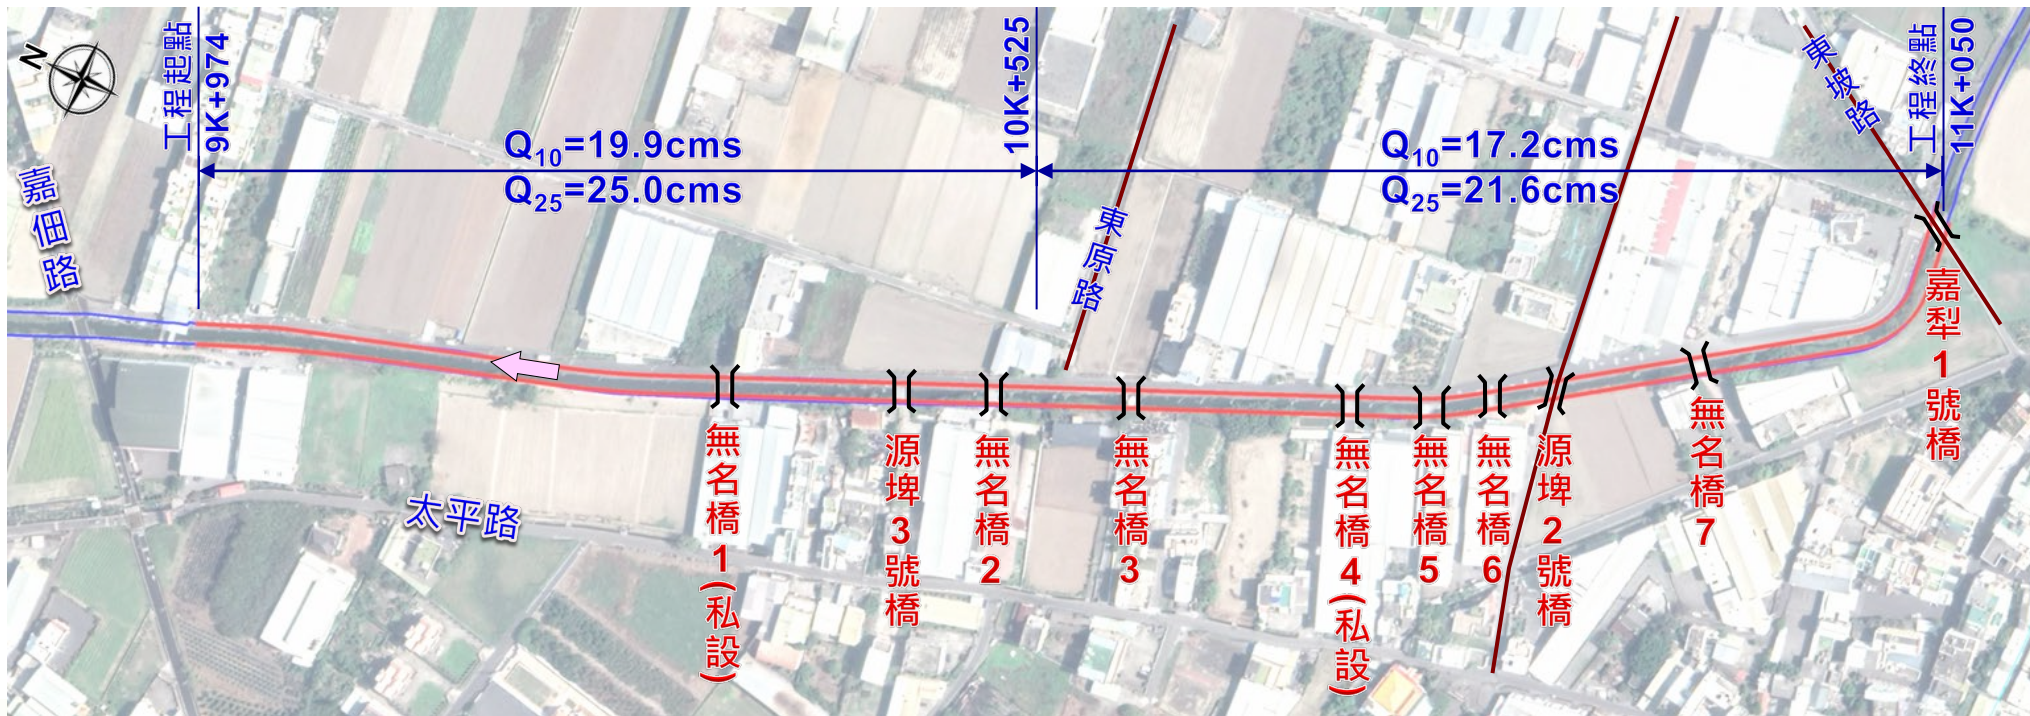 N
工程起點
9K+974
10K+525
東坡路
工程終點
11K+050
Q10=19.9cms
Q25=25.0cms
Q10=17.2cms
Q25=21.6cms
嘉佃路
東原路
太平路
無名橋1(私設)
源埤3號橋
無名橋2
無名橋3
無名橋4(私設)
無名橋5
無名橋6
源埤2號橋
無名橋7
嘉犁1號橋